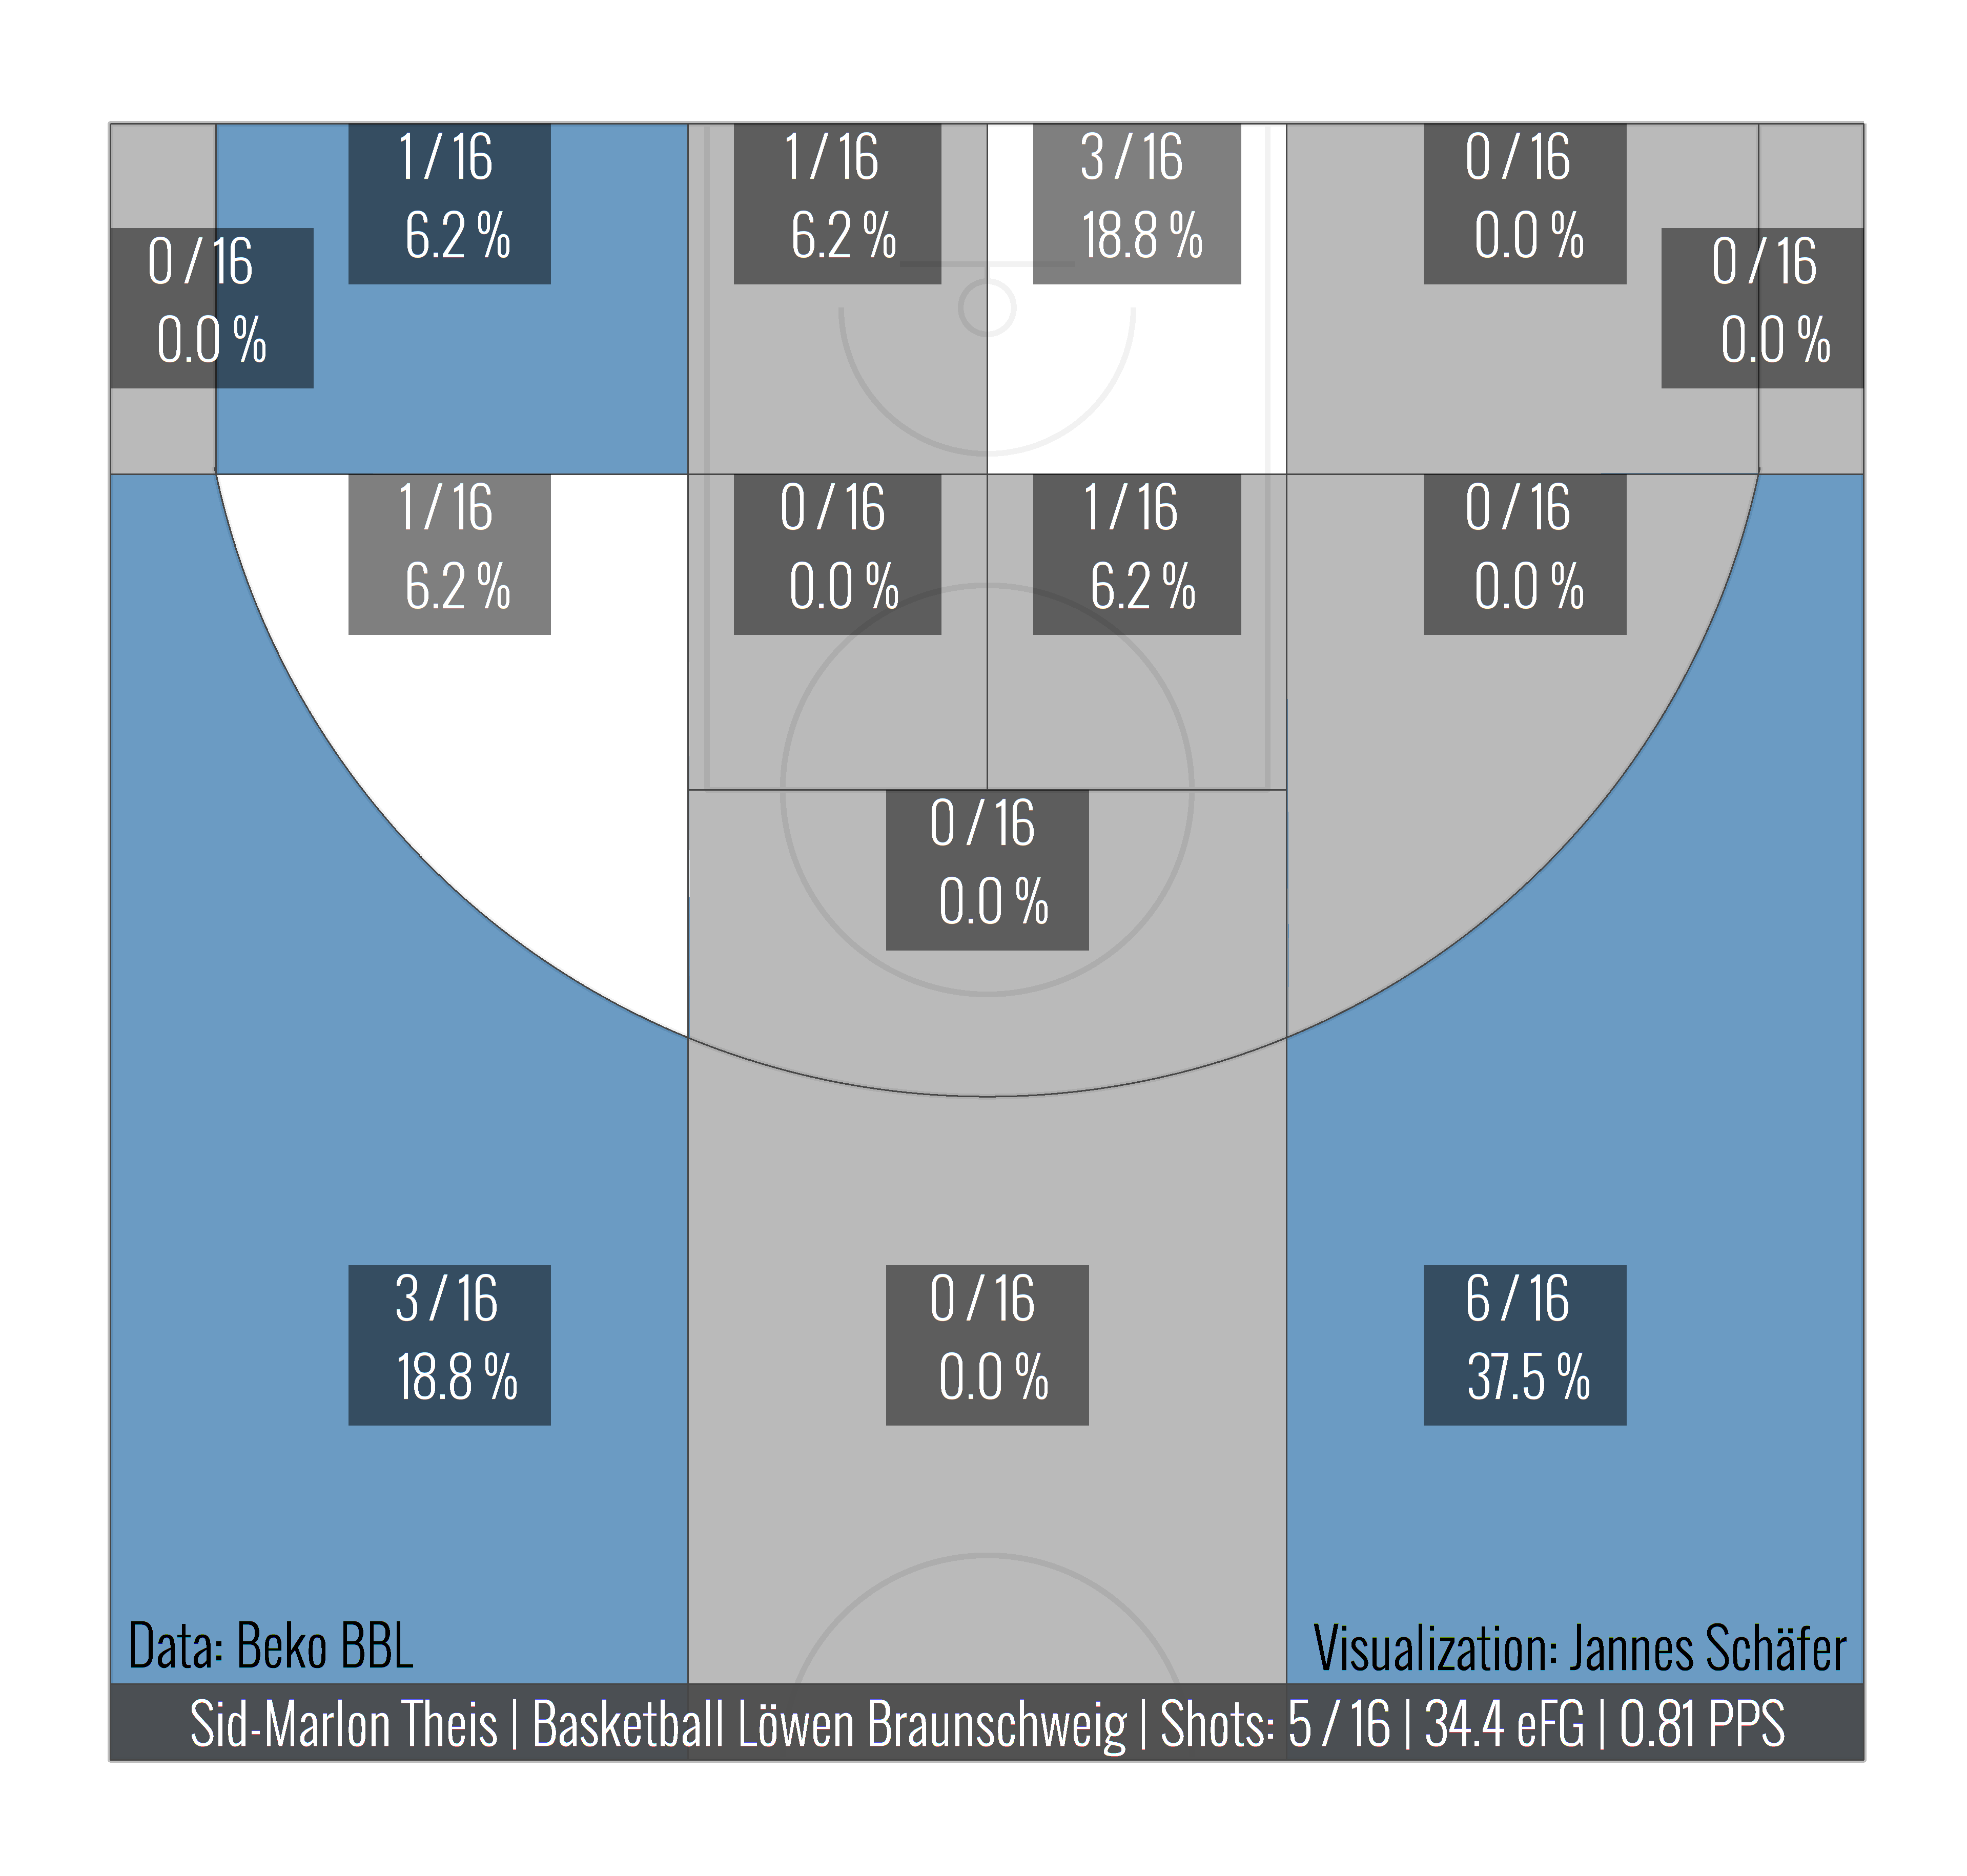 1 / 16
6.2 %
1 / 16
6.2 %
3 / 16
18.8 %
0 / 16
0.0 %
0 / 16
0.0 %
0 / 16
0.0 %
1 / 16
6.2 %
0 / 16
0.0 %
1 / 16
6.2 %
0 / 16
0.0 %
0 / 16
0.0 %
3 / 16
18.8 %
0 / 16
0.0 %
6 / 16
37.5 %
Data: Beko BBL
Visualization: Jannes Schäfer
Sid-Marlon Theis | Basketball Löwen Braunschweig | Shots: 5 / 16 | 34.4 eFG | 0.81 PPS